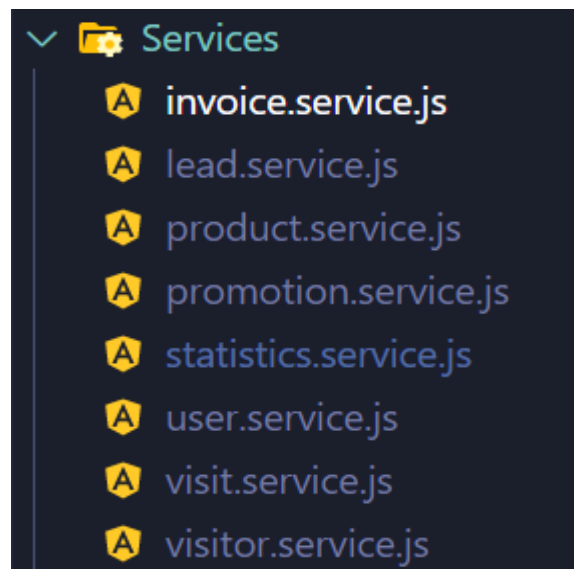 Services
invoice.service.js
lead.service.js
product.service.js
promotion.service.js
statistics.service.js
user.service.js
visit.service.js
visitor.service.js